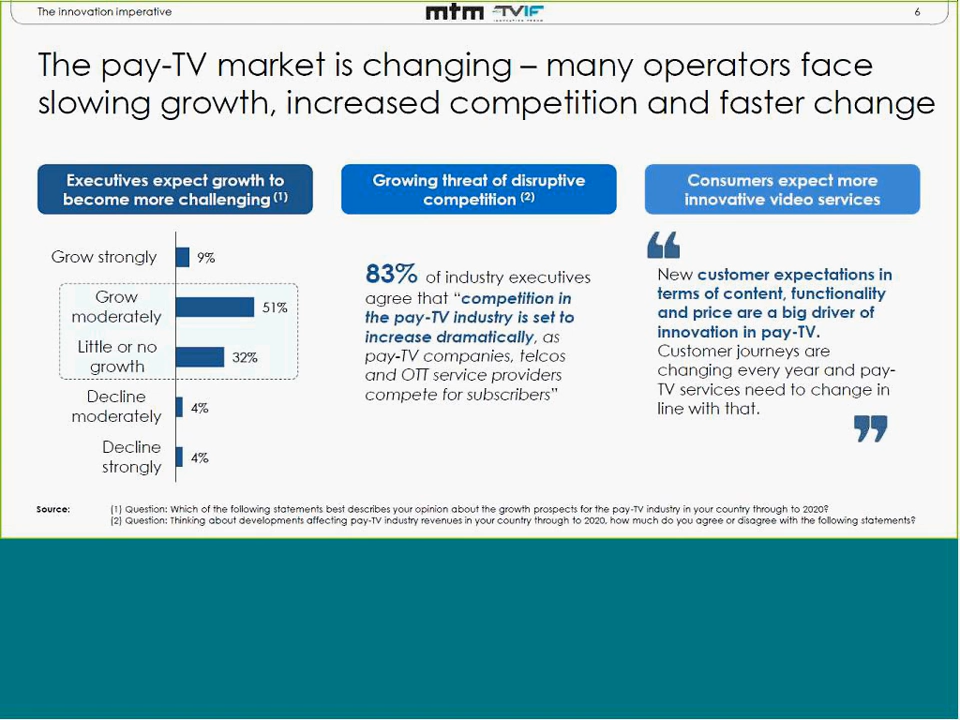 The innovation imperative
mtm
TVIF
6
The pay-TV market is changing – many operators face
slowing growth, increased competition and faster change
Executives expect growth to
become more challenging (1)
Grow strongly
9%
Grow
moderately
51%
Little or no
growth
32%
Decline
moderately
4%
Decline
strongly
4%
Growing threat of disruptive
competition (2)
83% of industry executives
agree that “competition in
the pay-TV industry is set to
increase dramatically, as
pay-TV companies, telcos
and OTT service providers
compete for subscribers”
Consumers expect more
innovative video services
“
New customer expectations in
terms of content, functionality
and price are a big driver of
innovation in pay-TV.
Customer journeys are
changing every year and pay-
TV services need to change in
line with that.
”
Source: (1) Question: Which of the following statements best describes your opinion about the growth prospects for the pay-TV industry in your country through to 2020?
(2) Question: Thinking about developments affecting pay-TV industry revenues in your country through to 2020, how much do you agree or disagree with the following statements?